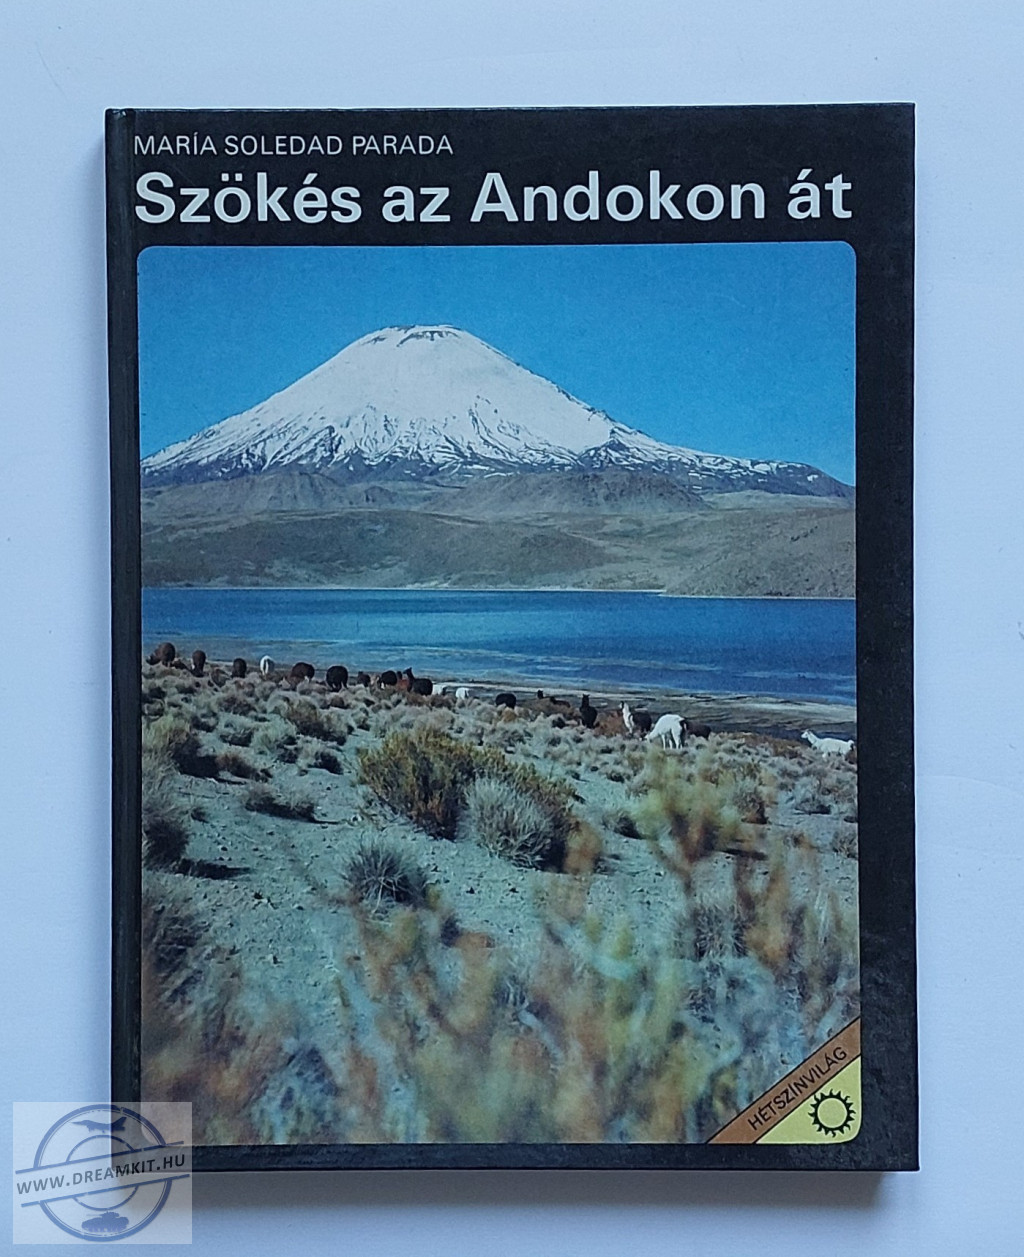 MARÍA SOLEDAD PARADA
Szökés az Andokon át
HÉTSZÍNVILÁG
WWW.DREAMKIT.HU